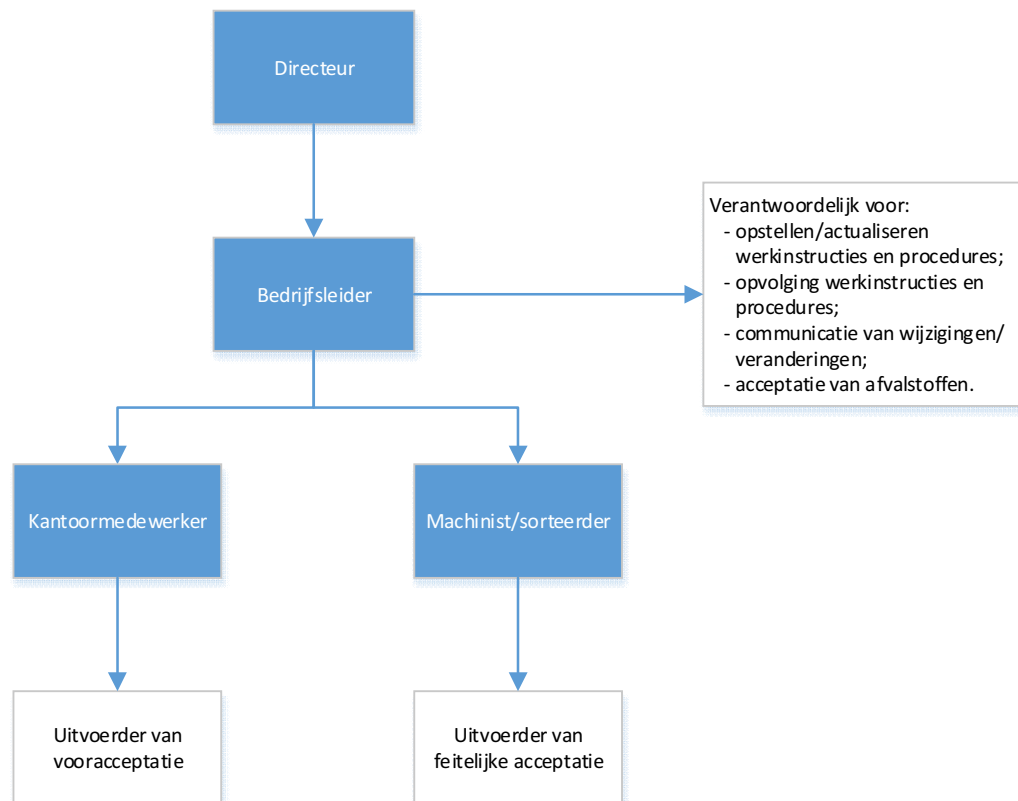 Directeur
Bedrijfsleider
Verantwoordelijk voor:
- opstellen/actualiseren
werkinstructies en procedures;
- opvolging werkinstructies en
procedures;
- communicatie van wijzigingen/
veranderingen;
- acceptatie van afvalstoffen.
Kantoormedewerker
Machinist/sorteerder
Uitvoerder van
vooracceptatie
Uitvoerder van
feitelijke acceptatie